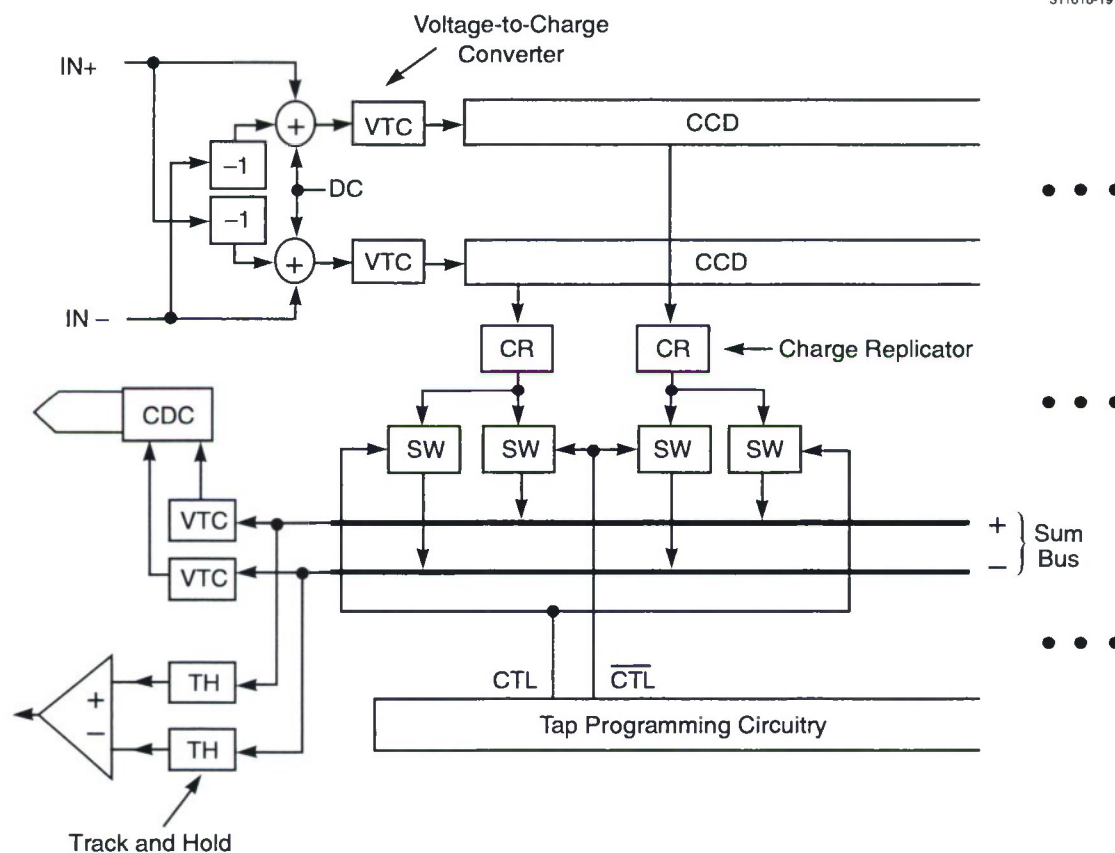 Voltage-to-Charge
Converter
IN+
+
VTC
CCD
–1
DC
–1
+
VTC
CCD
IN –
CR
CR
Charge Replicator
CDC
SW
SW
SW
SW
VTC
+
Sum
Bus
VTC
–
CTL
CTL
TH
+
–
TH
Tap Programming Circuitry
Track and Hold